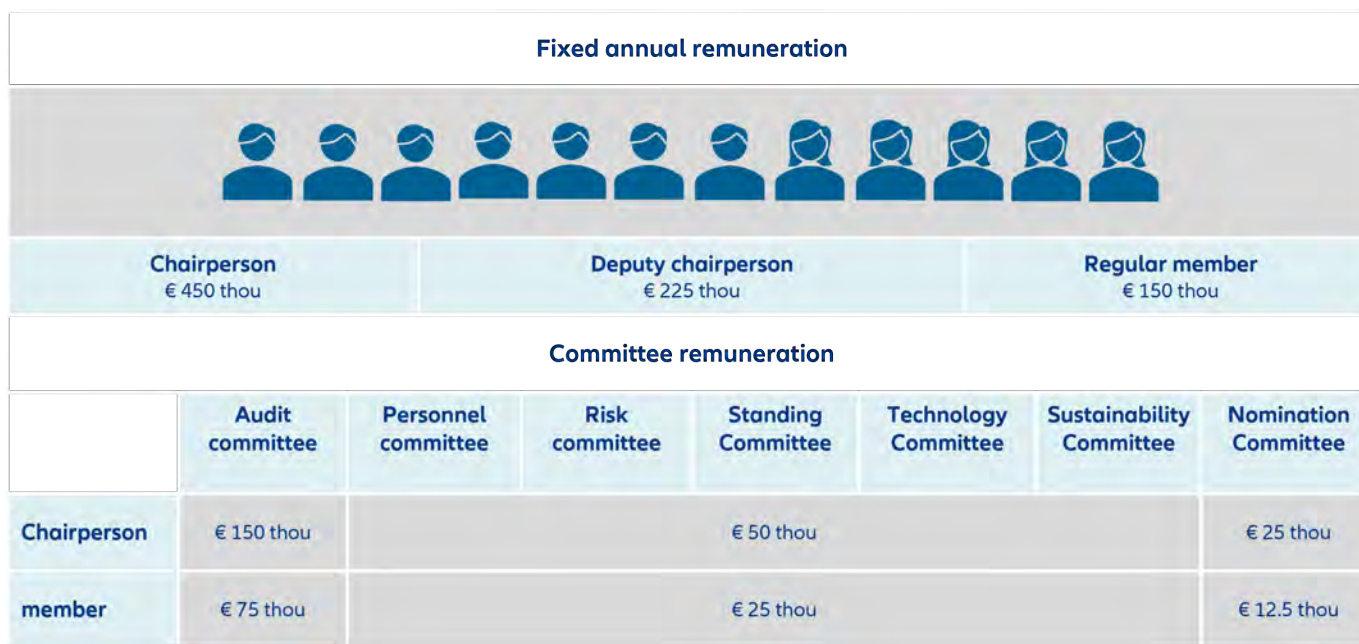 Fixed annual remuneration
Chairperson
€ 450 thou
Deputy chairperson
€ 225 thou
Regular member
€ 150 thou
Committee remuneration
Audit
committee
Personnel
committee
Risk
committee
Standing
Committee
Technology
Committee
Sustainability
Committee
Nomination
Committee
Chairperson
€ 150 thou
€ 50 thou
€ 25 thou
member
€ 75 thou
€ 25 thou
€ 12.5 thou